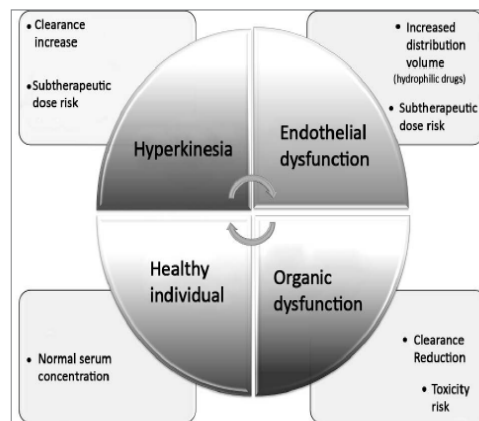 • Clearance
increase
• Subtherapeutic
dose risk
• Increased
distribution
volume
(hydrophilic drugs)
• Subtherapeutic
dose risk
Hyperkinesia
Endothelial
dysfunction
Healthy
individual
Organic
dysfunction
• Normal serum
concentration
• Clearance
Reduction
• Toxicity
risk